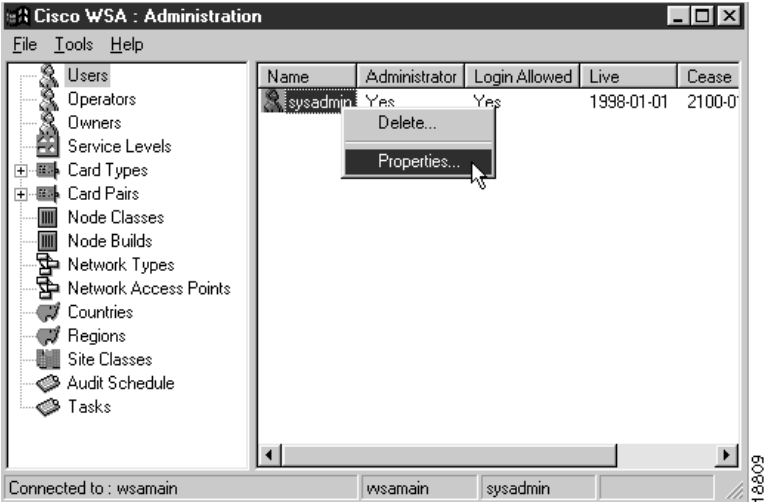 Cisco WSA : Administration
File Tools Help
Users
Operators
Owners
Service Levels
Card Types
Card Pairs
Node Classes
Node Builds
Network Types
Network Access Points
Countries
Regions
Site Classes
Audit Schedule
Tasks
Name Administrator Login Allowed Live Cease
sysadmin Yes Yes 1998-01-01 2100-0
Delete...
Properties...
Connected to : wsamain wsamain sysadmin
18809